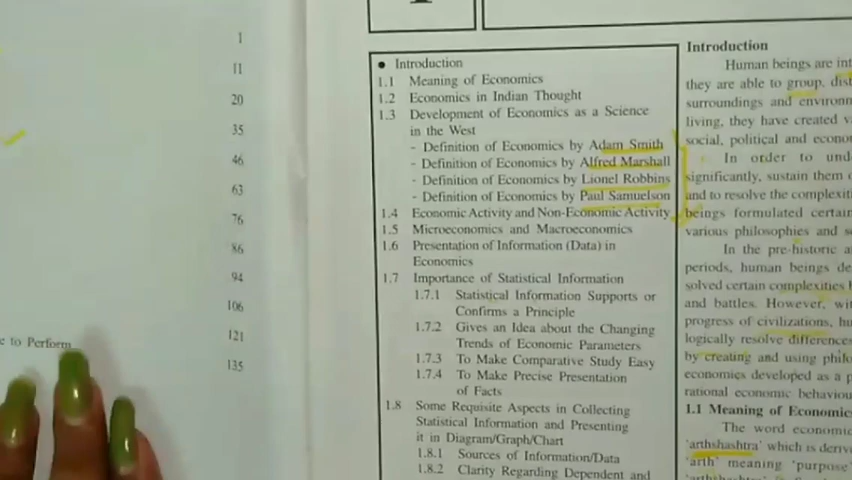 1
11
20
35
46
63
76
86
94
106
e to Perform 121
135
● Introduction
1.1 Meaning of Economics
1.2 Economics in Indian Thought
1.3 Development of Economics as a Science
in the West
- Definition of Economics by Adam Smith
- Definition of Economics by Alfred Marshall
- Definition of Economics by Lionel Robbins
- Definition of Economics by Paul Samuelson
1.4 Economic Activity and Non-Economic Activity
1.5 Microeconomics and Macroeconomics
1.6 Presentation of Information (Data) in
Economics
1.7 Importance of Statistical Information
1.7.1 Statistical Information Supports or
Confirms a Principle
1.7.2 Gives an Idea about the Changing
Trends of Economic Parameters
1.7.3 To Make Comparative Study Easy
1.7.4 To Make Precise Presentation
of Facts
1.8 Some Requisite Aspects in Collecting
Statistical Information and Presenting
it in Diagram/Graph/Chart
1.8.1 Sources of Information/Data
1.8.2 Clarity Regarding Dependent and
Introduction
Human beings are int
they are able to group, dist
surroundings and environm
living, they have created va
social, political and econo
In order to und
significantly, sustain them o
and to resolve the complexiti
beings formulated certain
various philosophies and s
In the pre-historic a
periods, human beings de
solved certain complexities b
and battles. However, wit
progress of civilizations, hu
logically resolve differences
by creating and using philo
economics developed as a p
rational economic behaviou
1.1 Meaning of Economic
The word economic
'arthshashtra' which is deriv
'arth' meaning 'purpose'